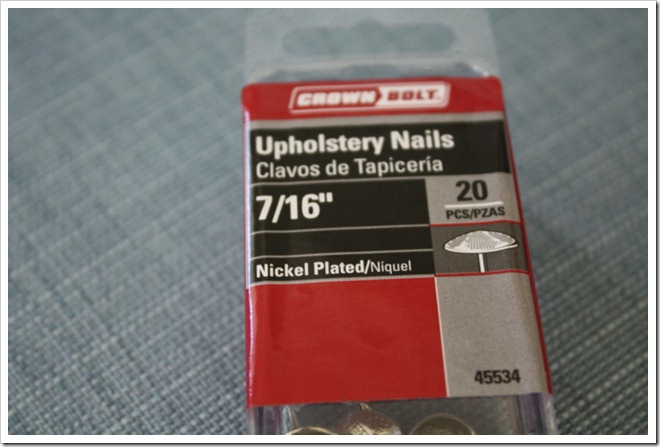 CROWN BOLT
Upholstery Nails
Clavos de Tapicería
7/16"
20
PCS/PZAS
Nickel Plated/Níquel
45534